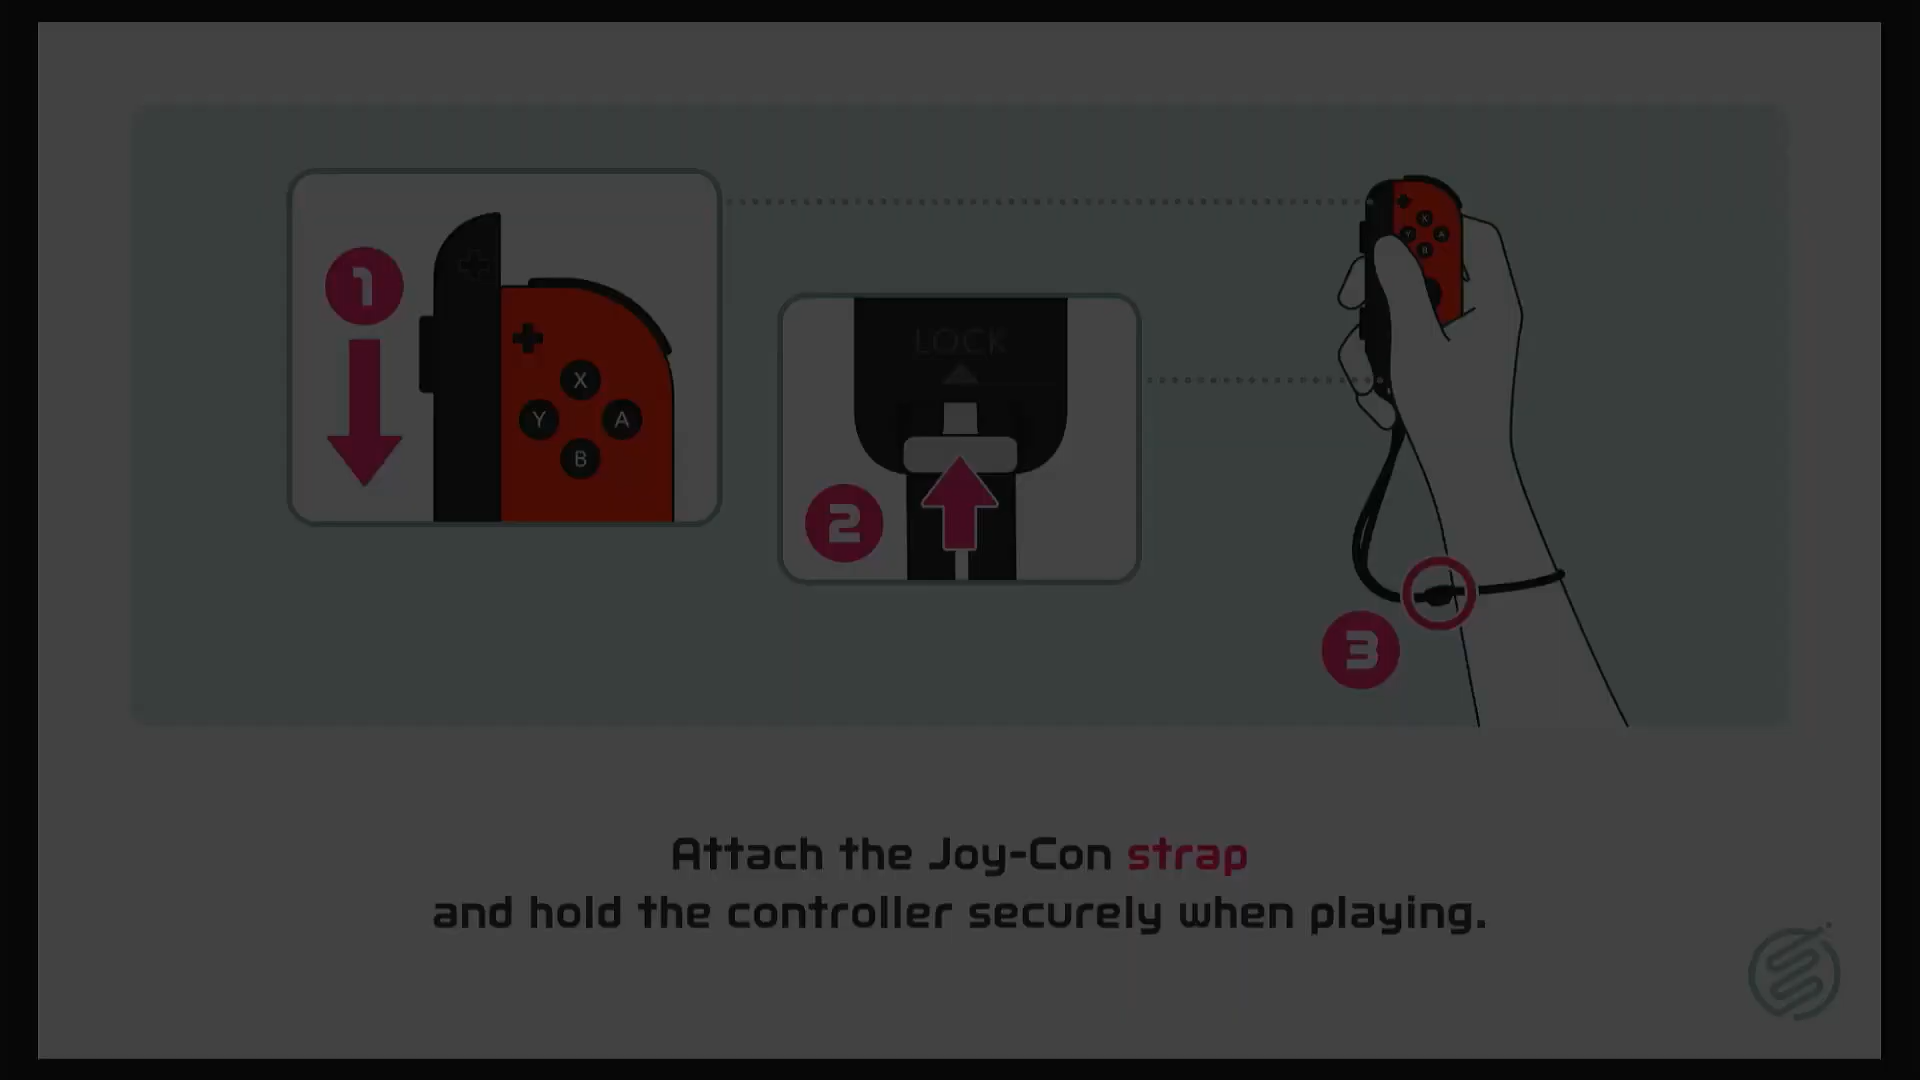 1
X
Y
A
B
LOCK
2
X
Y
A
B
3
Attach the Joy-Con strap
and hold the controller securely when playing.